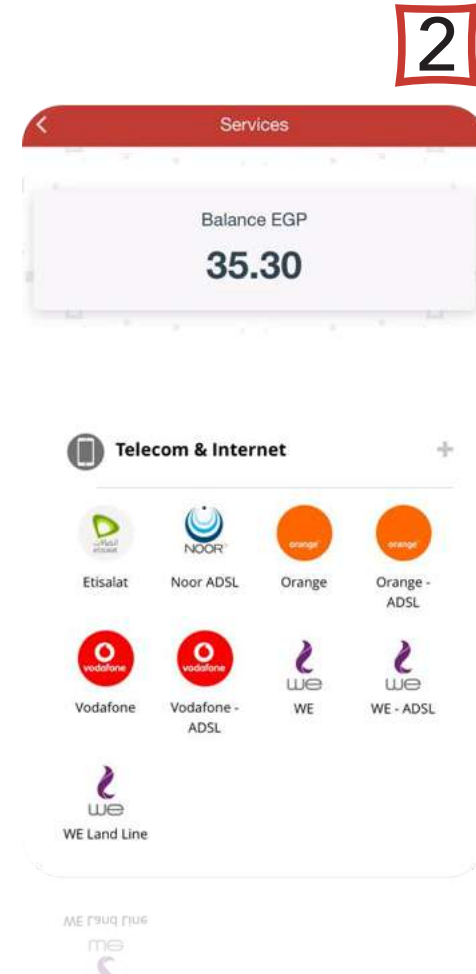 2
Services
Balance EGP
35.30
Telecom & Internet
اتصالات
etisalat
NOOR
orange
orange
Etisalat
Noor ADSL
Orange
Orange -
ADSL
vodafone
vodafone
we
we
Vodafone
Vodafone -
ADSL
WE
WE - ADSL
we
WE Land Line
WE Land Line
we